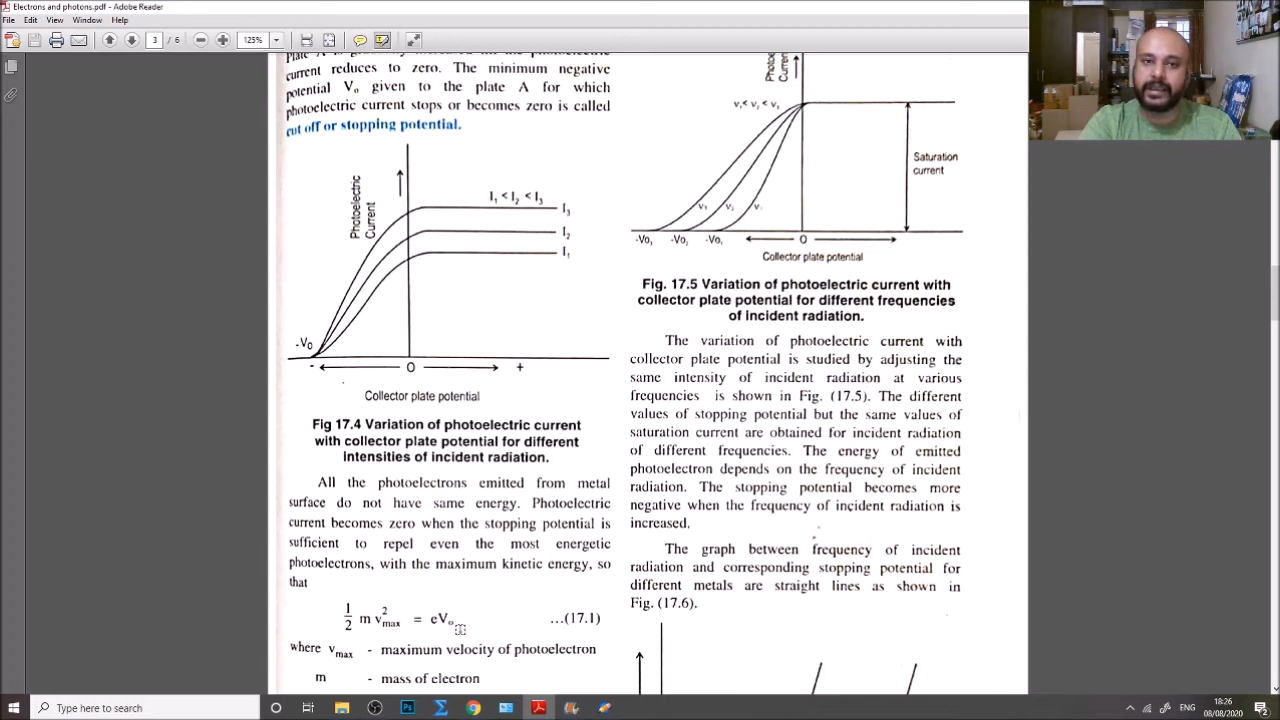 Electrons and photons.pdf - Adobe Reader
File Edit View Window Help
3 / 6 125%
Plate A
current reduces to zero. The minimum negative
potential Vₒ given to the plate A for which
photoelectric current stops or becomes zero is called
cut off or stopping potential.
Photoelectric
Current
I₁ < I₂ < I₃
I₃
I₂
I₁
-V₀
- O +
Collector plate potential
Fig 17.4 Variation of photoelectric current
with collector plate potential for different
intensities of incident radiation.
All the photoelectrons emitted from metal
surface do not have same energy. Photoelectric
current becomes zero when the stopping potential is
sufficient to repel even the most energetic
photoelectrons, with the maximum kinetic energy, so
that
1/2 m v²max = eVₒ ...(17.1)
where vmax - maximum velocity of photoelectron
m - mass of electron
Current
Saturation
current
O
Collector plate potential
Fig. 17.5 Variation of photoelectric current with
collector plate potential for different frequencies
of incident radiation.
The variation of photoelectric current with
collector plate potential is studied by adjusting the
same intensity of incident radiation at various
frequencies is shown in Fig. (17.5). The different
values of stopping potential but the same values of
saturation current are obtained for incident radiation
of different frequencies. The energy of emitted
photoelectron depends on the frequency of incident
radiation. The stopping potential becomes more
negative when the frequency of incident radiation is
increased.
The graph between frequency of incident
radiation and corresponding stopping potential for
different metals are straight lines as shown in
Fig. (17.6).
Type here to search
ENG
18:26
08/08/2020
2